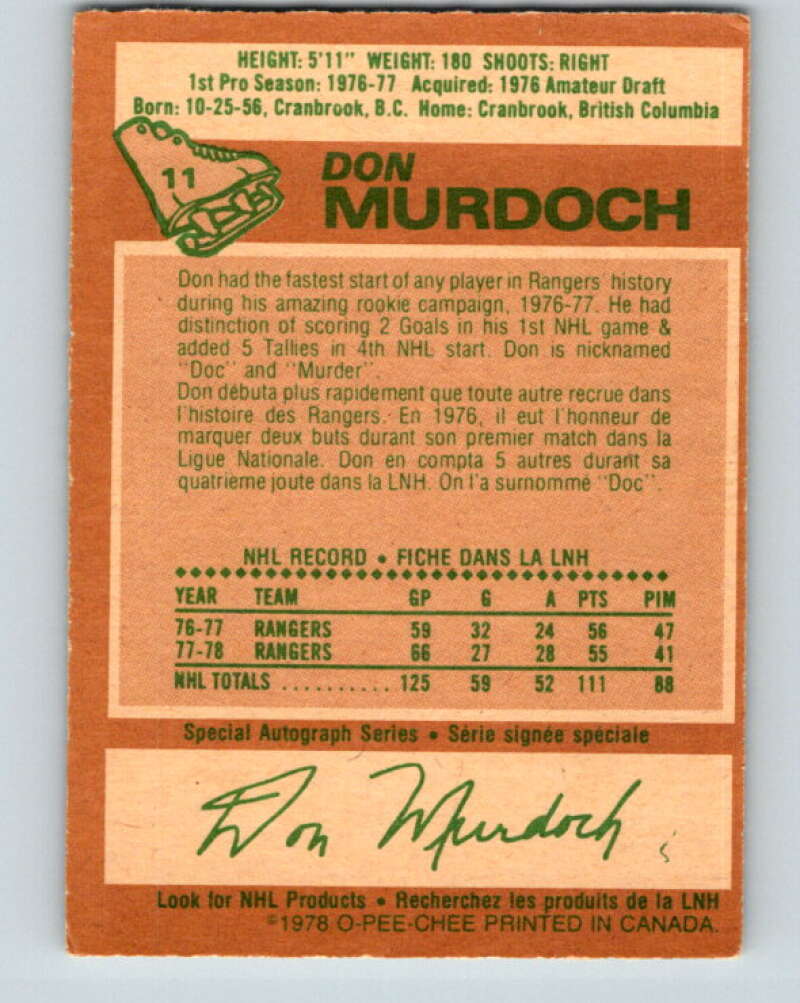 HEIGHT: 5'11" WEIGHT: 180 SHOOTS: RIGHT
1st Pro Season: 1976-77 Acquired: 1976 Amateur Draft
Born: 10-25-56, Cranbrook, B.C. Home: Cranbrook, British Columbia
11
DON
MURDOCH
Don had the fastest start of any player in Rangers' history
during his amazing rookie campaign, 1976-77. He had
distinction of scoring 2 Goals in his 1st NHL game &
added 5 Tallies in 4th NHL start. Don is nicknamed
"Doc" and "Murder".
Don débuta plus rapidement que toute autre recrue dans
l'histoire des Rangers. En 1976, il eut l'honneur de
marquer deux buts durant son premier match dans la
Ligue Nationale. Don en compta 5 autres durant sa
quatrième joute dans la LNH. On l'a surnommé "Doc".
NHL RECORD • FICHE DANS LA LNH
YEAR TEAM GP G A PTS PIM
76-77 RANGERS 59 32 24 56 47
77-78 RANGERS 66 27 28 55 41
NHL TOTALS .......... 125 59 52 111 88
Special Autograph Series • Série signée spéciale
Don Murdoch
Look for NHL Products • Recherchez les produits de la LNH
©1978 O-PEE-CHEE PRINTED IN CANADA.